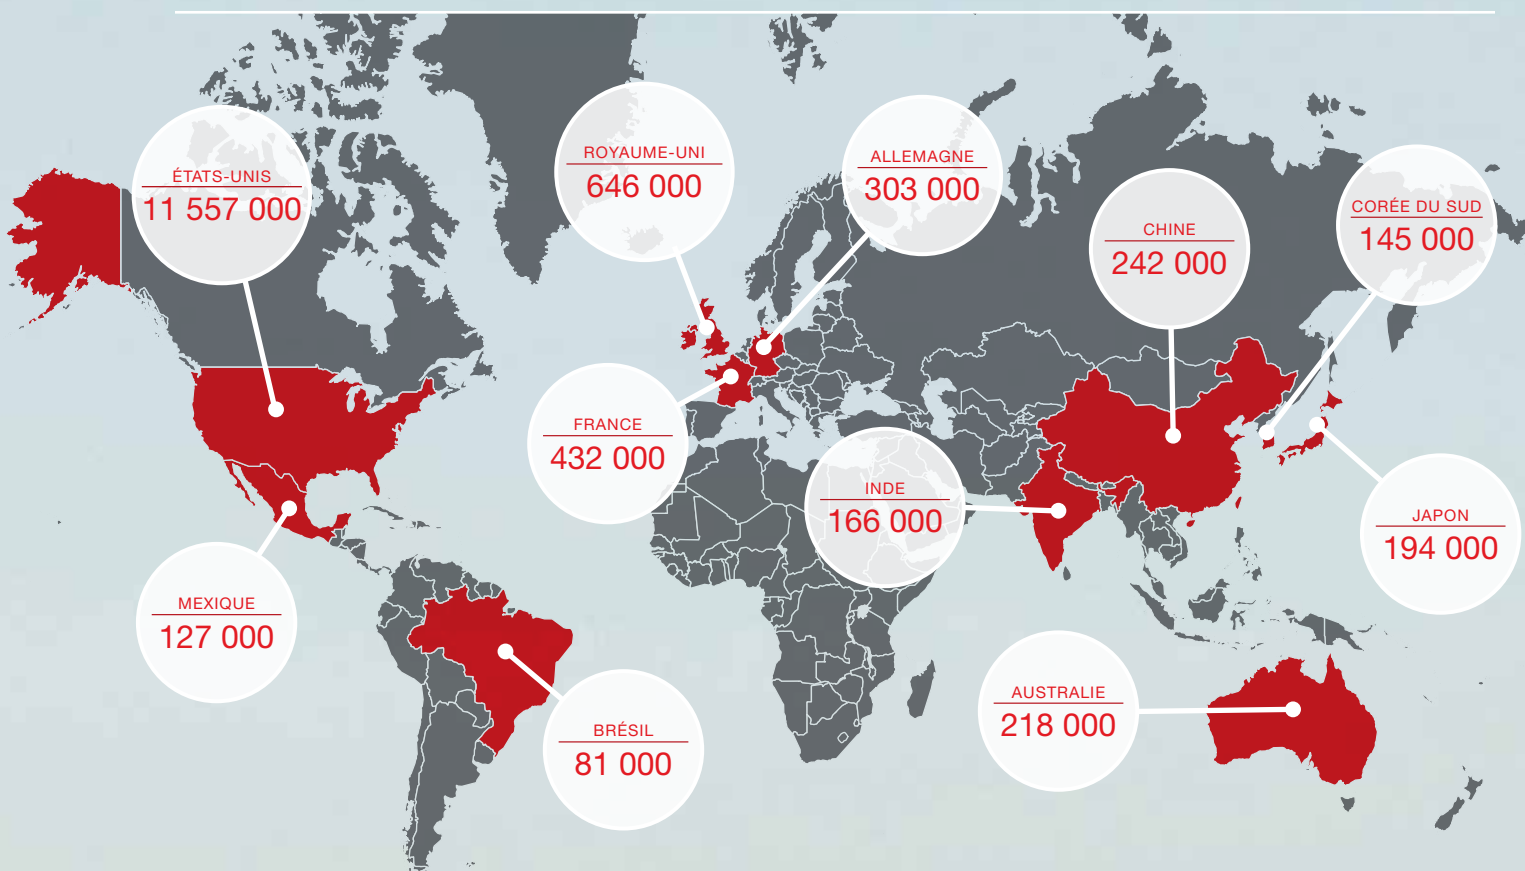 ÉTATS-UNIS
11 557 000
ROYAUME-UNI
646 000
ALLEMAGNE
303 000
CHINE
242 000
CORÉE DU SUD
145 000
FRANCE
432 000
INDE
166 000
JAPON
194 000
MEXIQUE
127 000
BRÉSIL
81 000
AUSTRALIE
218 000